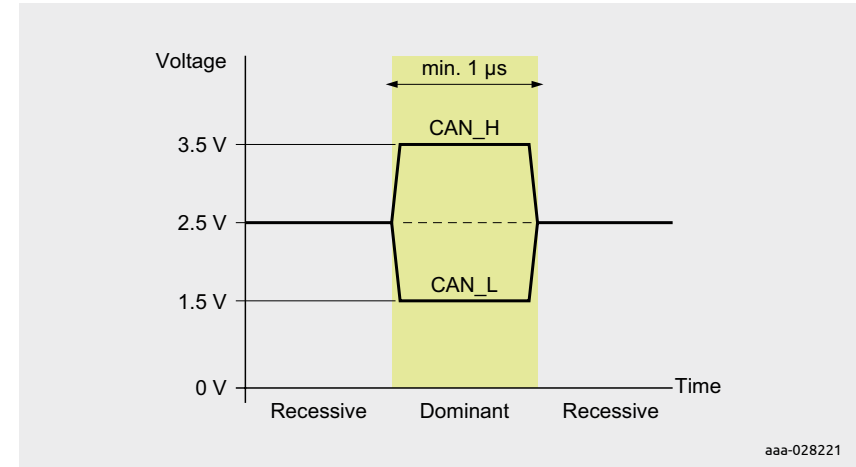 Voltage
min. 1 µs
CAN_H
3.5 V
2.5 V
CAN_L
1.5 V
0 V
Time
Recessive Dominant Recessive
aaa-028221